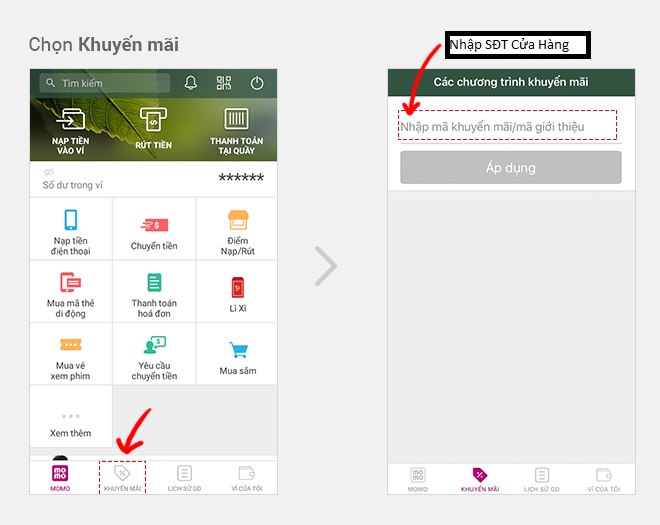 Chọn Khuyến mãi
Tìm kiếm
NẠP TIỀN
VÀO VÍ
RÚT TIỀN
THANH TOÁN
TẠI QUẦY
Số dư trong ví
******
Nạp tiền
điện thoại
Chuyển tiền
Điểm
Nạp/Rút
Mua mã thẻ
di động
Thanh toán
hoá đơn
Lì Xì
Mua vé
xem phim
Yêu cầu
chuyển tiền
Mua sắm
Xem thêm
mo
mo
MOMO
KHUYẾN MÃI
LỊCH SỬ GD
VÍ CỦA TÔI
Nhập SĐT Cửa Hàng
Các chương trình khuyến mãi
Nhập mã khuyến mãi/mã giới thiệu
Áp dụng
mo
mo
MOMO
KHUYẾN MÃI
LỊCH SỬ GD
VÍ CỦA TÔI